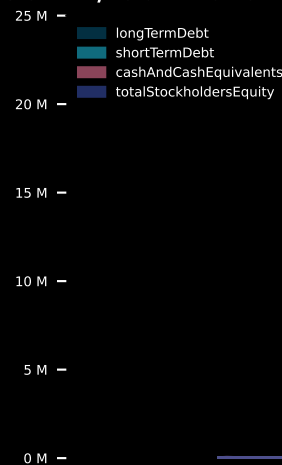 25 M
longTermDebt
shortTermDebt
cashAndCashEquivalents
totalStockholdersEquity
20 M
15 M
10 M
5 M
0 M